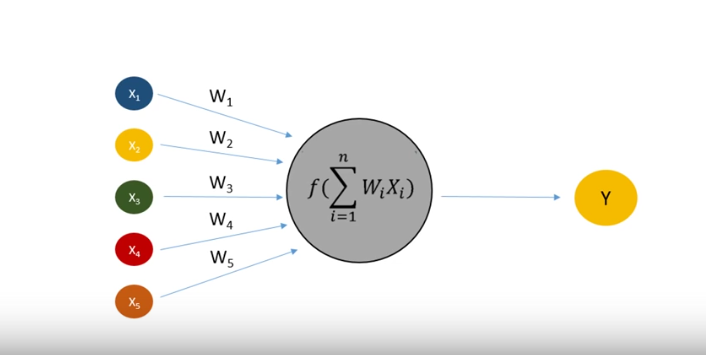 X₁
W₁
X₂
W₂
X₃
W₃
X₄
W₄
X₅
W₅
n
f(∑WᵢXᵢ)
i=1
Y